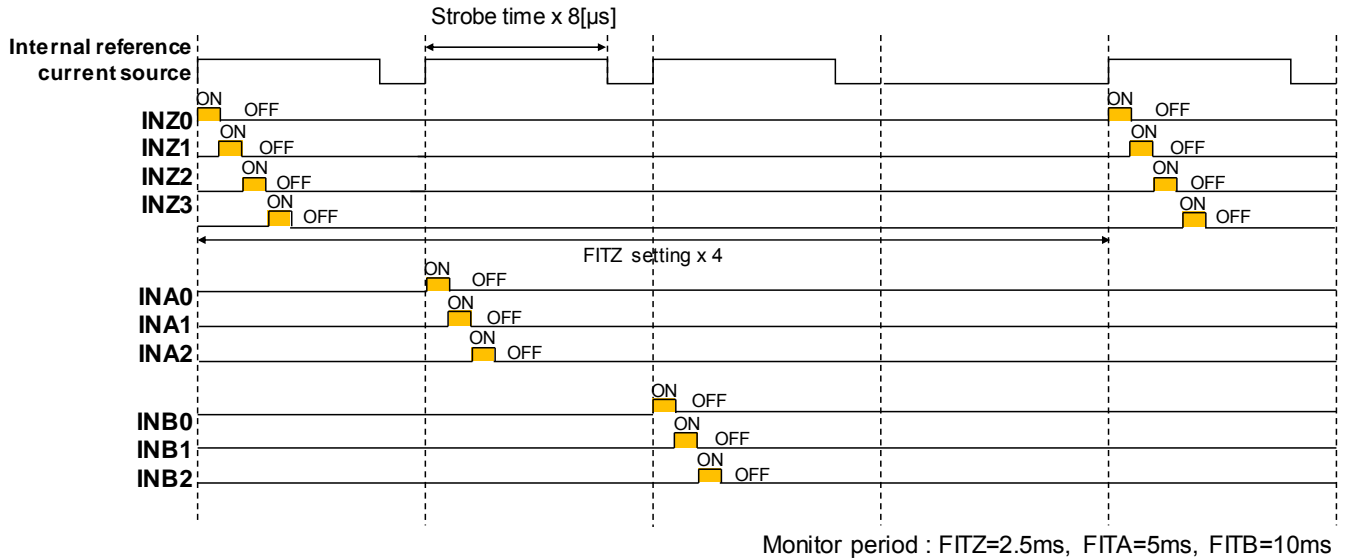 Strobe time x 8[µs]
Internal reference
current source
ON OFF ON OFF
INZ0
ON OFF ON OFF
INZ1
ON OFF ON OFF
INZ2
ON OFF ON OFF
INZ3
FITZ setting x 4
ON OFF
INA0
ON OFF
INA1
ON OFF
INA2
ON OFF
INB0
ON OFF
INB1
ON OFF
INB2
Monitor period : FITZ=2.5ms, FITA=5ms, FITB=10ms